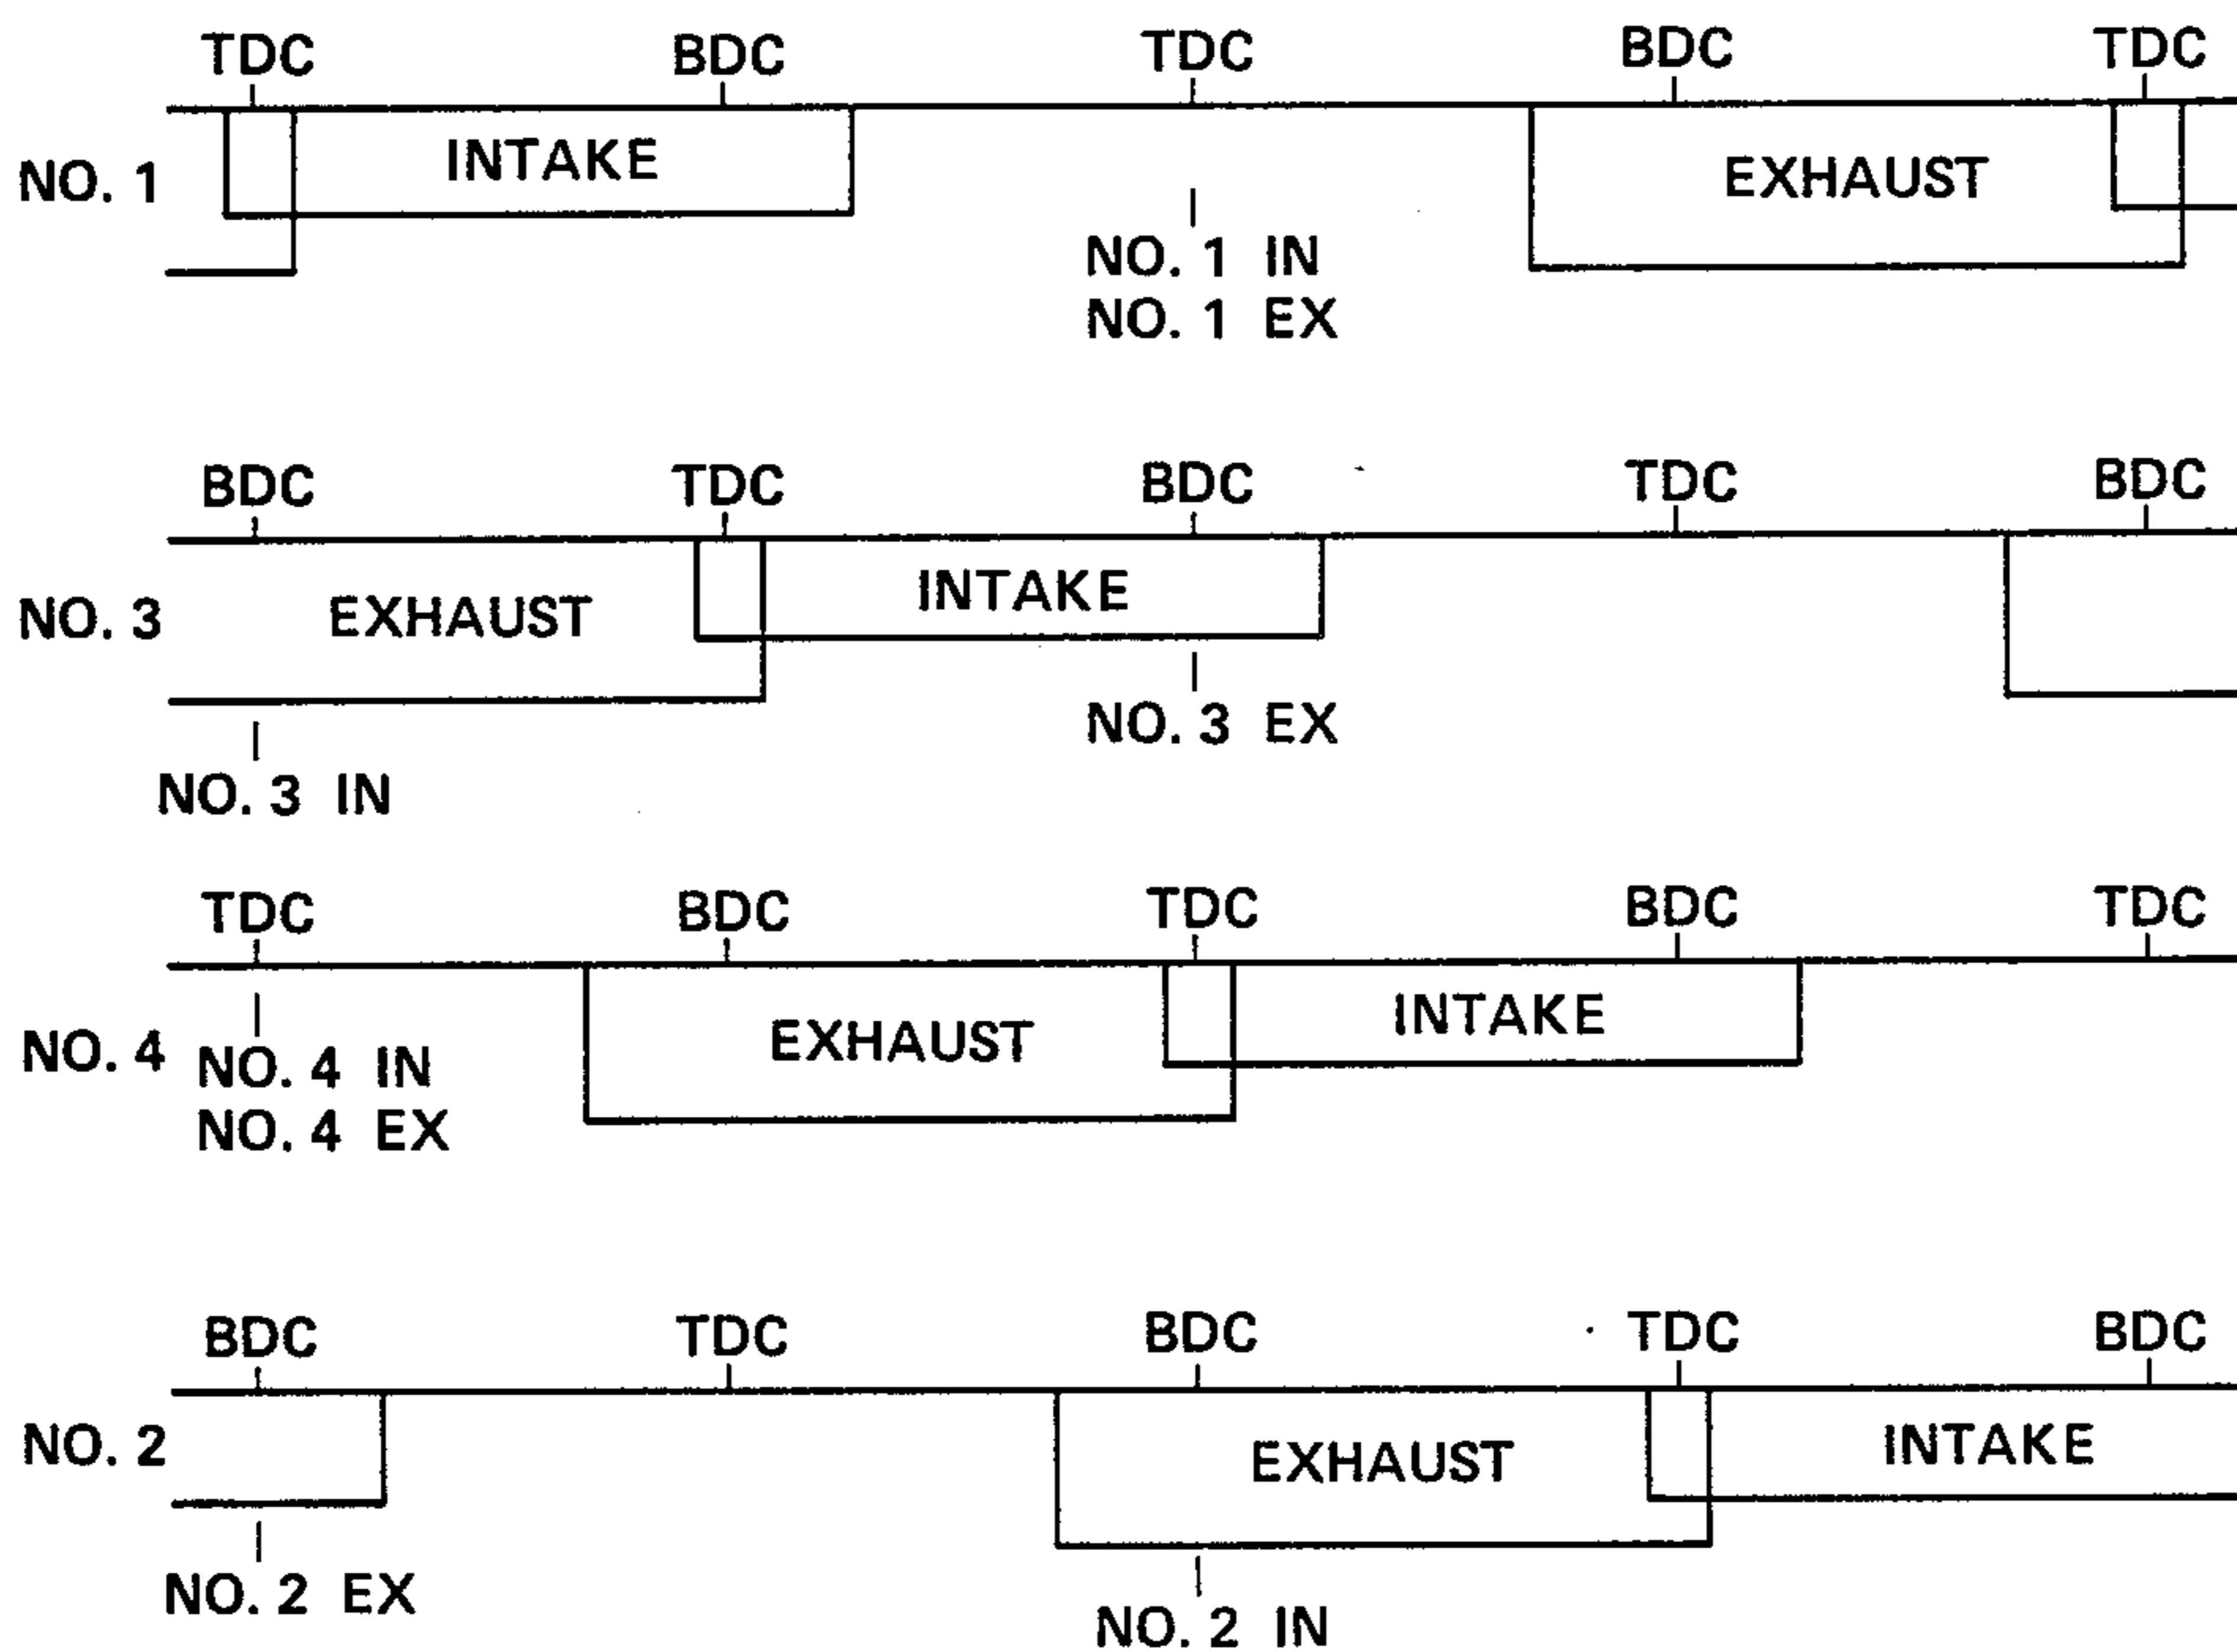 TDC BDC TDC BDC TDC
NO. 1 INTAKE EXHAUST
NO. 1 IN
NO. 1 EX
BDC TDC BDC TDC BDC
NO. 3 EXHAUST INTAKE
NO. 3 EX
NO. 3 IN
TDC BDC TDC BDC TDC
NO. 4 EXHAUST INTAKE
NO. 4 IN
NO. 4 EX
BDC TDC BDC TDC BDC
NO. 2 EXHAUST INTAKE
NO. 2 EX
NO. 2 IN